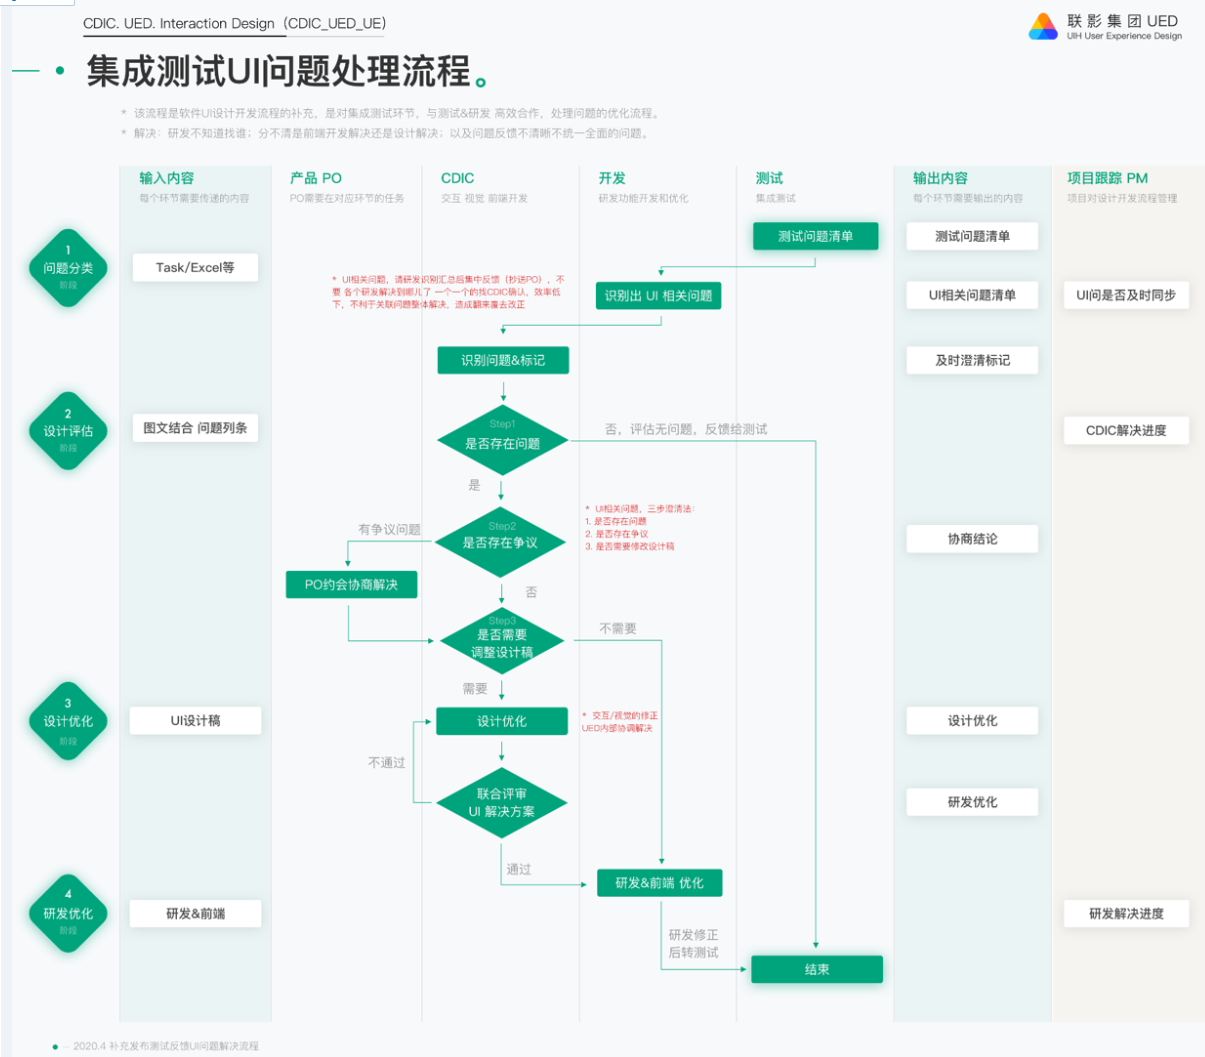 CDIC. UED. Interaction Design（CDIC_UED_UE）
联影集团UED
UIH User Experience Design
集成测试UI问题处理流程。
* 该流程是软件UI设计开发流程的补充，是对集成测试环节，与测试&研发 高效合作，处理问题的优化流程。
* 解决：研发不知道找谁；分不清是前端开发解决还是设计解决；以及问题反馈不清晰不统一全面的问题。
输入内容
每个环节需要传递的内容
产品 PO
PO需要在对应环节的任务
CDIC
交互 视觉 前端开发
开发
研发功能开发和优化
测试
集成测试
输出内容
每个环节需要输出的内容
项目跟踪 PM
项目对设计开发流程管理
1
问题分类
阶段
Task/Excel等
测试问题清单
测试问题清单
* UI相关问题，请研发识别汇总后集中反馈（抄送PO），不
要 各个研发解决到哪儿了 一个一个的找CDIC确认，效率低
下，不利于关联问题整体解决，造成翻来覆去改正
识别出 UI 相关问题
UI相关问题清单
UI问是否及时同步
识别问题&标记
及时澄清标记
2
设计评估
阶段
图文结合 问题列条
Step1
是否存在问题
否，评估无问题，反馈给测试
CDIC解决进度
是
* UI相关问题，三步澄清法：
1. 是否存在问题
2. 是否存在争议
3. 是否需要修改设计稿
有争议问题
Step2
是否存在争议
协商结论
PO约会协商解决
否
Step3
是否需要
调整设计稿
不需要
需要
3
设计优化
阶段
UI设计稿
设计优化
* 交互/视觉的修正
UED内部协调解决
设计优化
不通过
联合评审
UI 解决方案
研发优化
通过
研发&前端 优化
4
研发优化
阶段
研发&前端
研发解决进度
研发修正
后转测试
结束
2020.4 补充发布测试反馈UI问题解决流程